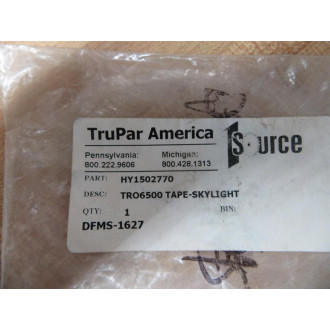 TruPar America
Source
Pennsylvania: Michigan:
800.222.9606 800.428.1313
PART: HY1502770
DESC: TRO6500 TAPE-SKYLIGHT
QTY: 1 BIN:
DFMS-1627